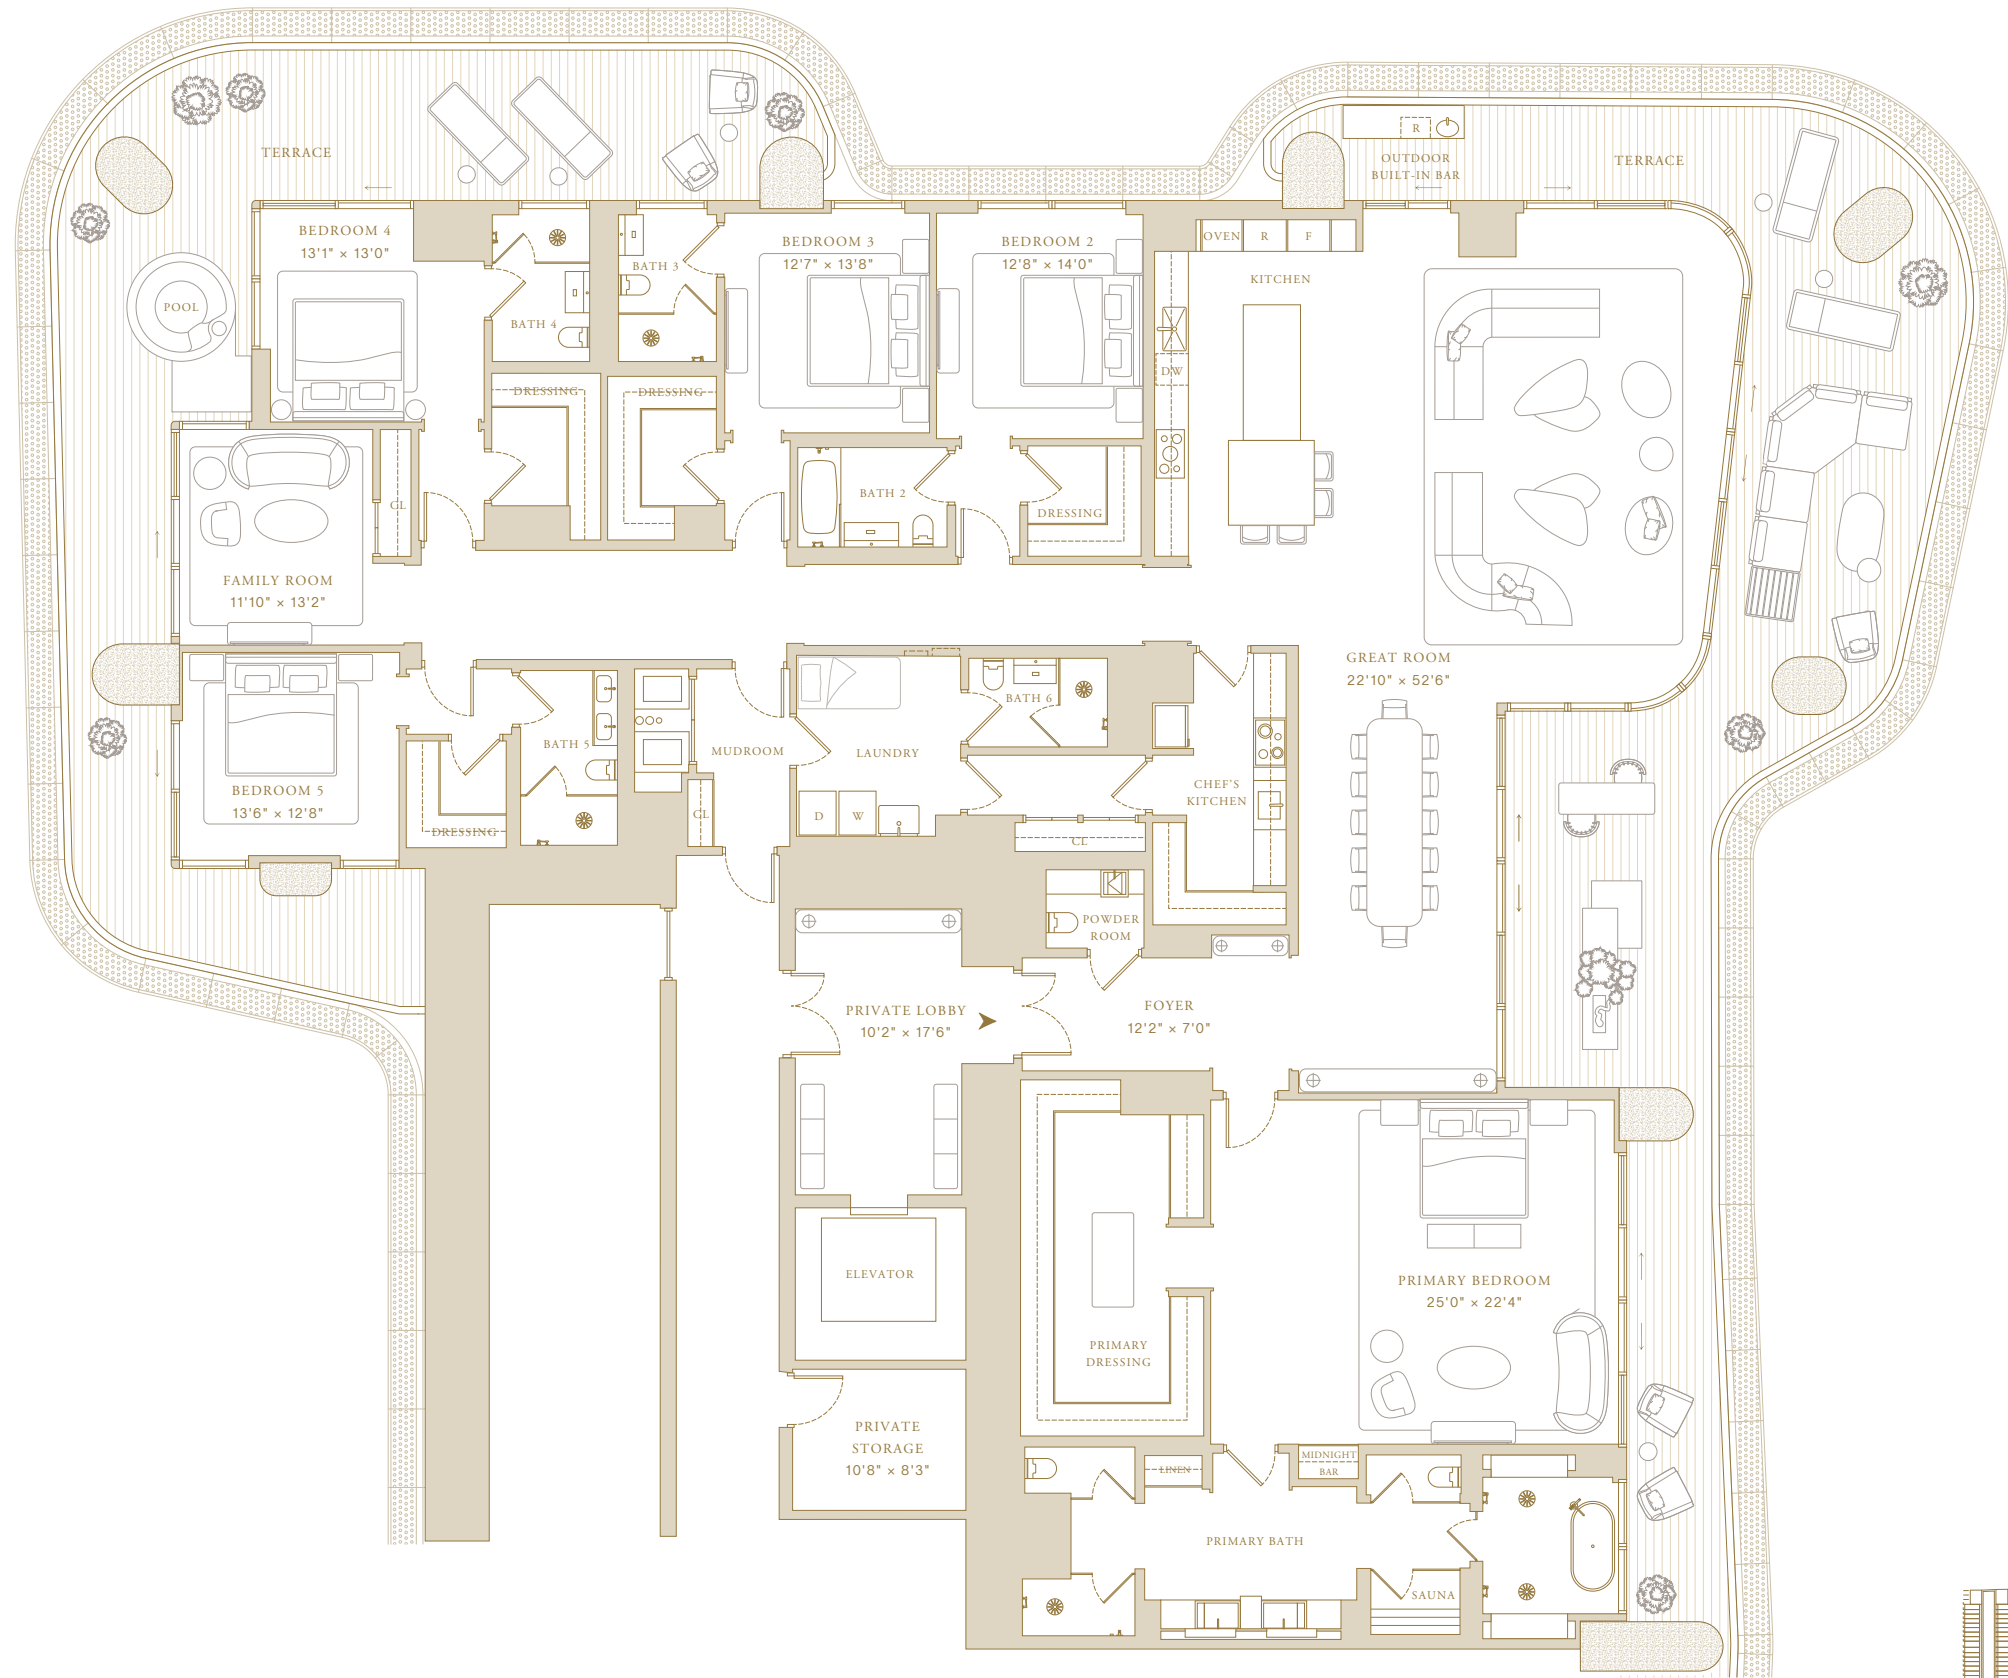 TERRACE
R
OUTDOOR
BUILT-IN BAR
TERRACE
BEDROOM 4
13'1" × 13'0"
BATH 3
BEDROOM 3
12'7" × 13'8"
BEDROOM 2
12'8" × 14'0"
OVEN
R
F
KITCHEN
POOL
BATH 4
DW
DRESSING
DRESSING
CL
BATH 2
DRESSING
FAMILY ROOM
11'10" × 13'2"
GREAT ROOM
22'10" × 52'6"
BATH 6
BATH 5
MUDROOM
LAUNDRY
BEDROOM 5
13'6" × 12'8"
CHEF'S
KITCHEN
D
W
CL
DRESSING
CL
POWDER
ROOM
PRIVATE LOBBY
10'2" × 17'6"
FOYER
12'2" × 7'0"
ELEVATOR
PRIMARY BEDROOM
25'0" × 22'4"
PRIMARY
DRESSING
PRIVATE
STORAGE
10'8" × 8'3"
LINEN
MIDNIGHT
BAR
PRIMARY BATH
SAUNA